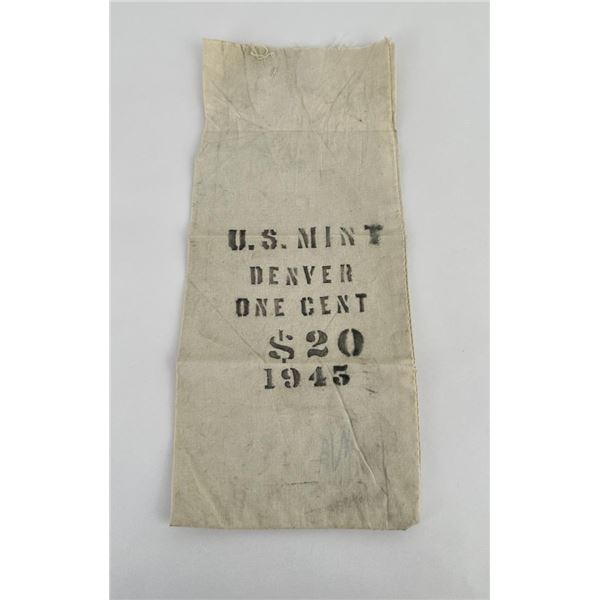 U.S. MINT
DENVER
ONE CENT
$20
1945